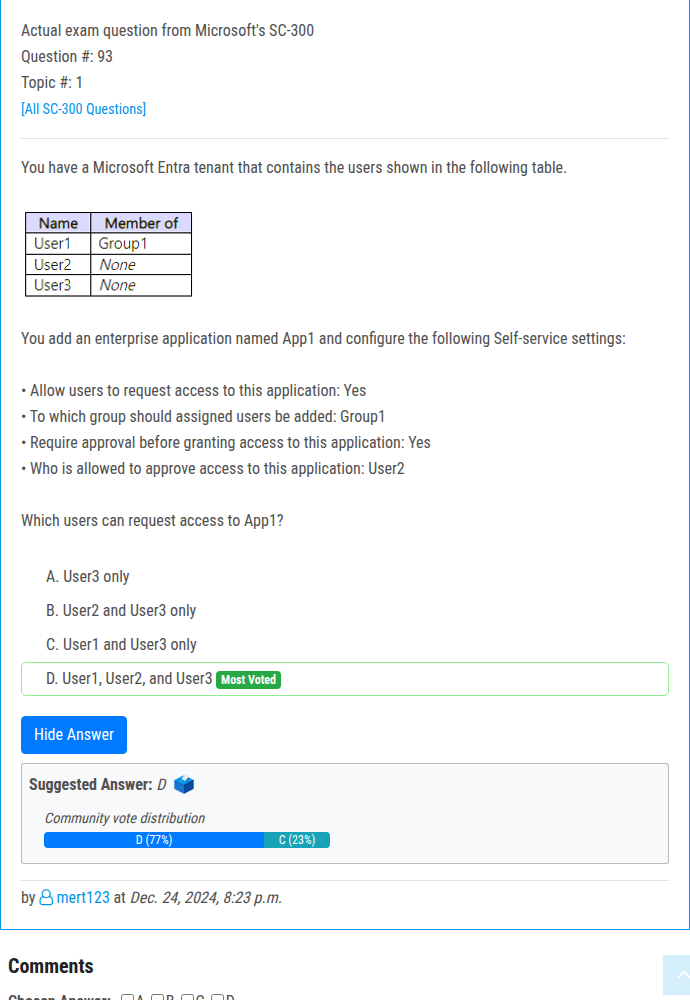 Actual exam question from Microsoft's SC-300
Question #: 93
Topic #: 1
[All SC-300 Questions]
You have a Microsoft Entra tenant that contains the users shown in the following table.
Name Member of
User1 Group1
User2 None
User3 None
You add an enterprise application named App1 and configure the following Self-service settings:
• Allow users to request access to this application: Yes
• To which group should assigned users be added: Group1
• Require approval before granting access to this application: Yes
• Who is allowed to approve access to this application: User2
Which users can request access to App1?
A. User3 only
B. User2 and User3 only
C. User1 and User3 only
D. User1, User2, and User3 Most Voted
Hide Answer
Suggested Answer: D
Community vote distribution
D (77%) C (23%)
by mert123 at Dec. 24, 2024, 8:23 p.m.
Comments
Chosen Answer: A B C D